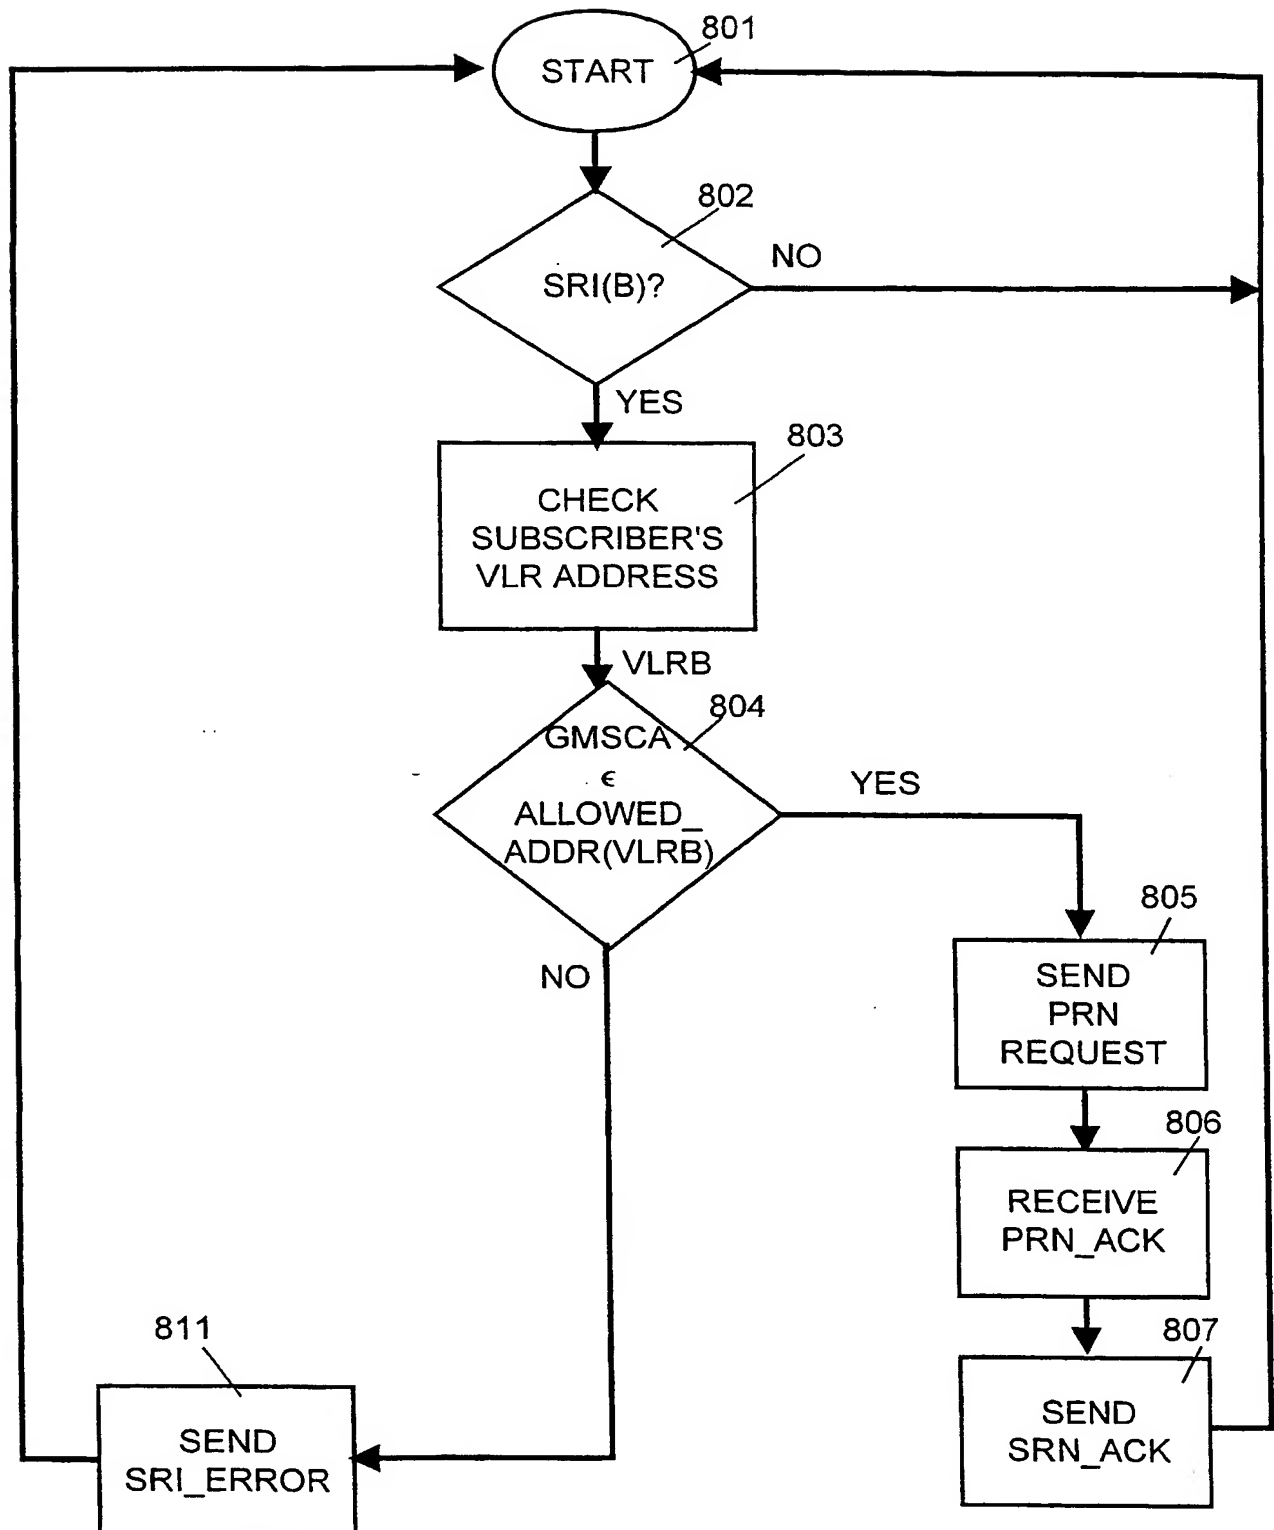 801
START
802
SRI(B)?
NO
YES
803
CHECK
SUBSCRIBER'S
VLR ADDRESS
VLRB
804
GMSCA
ϵ
ALLOWED_
ADDR(VLRB)
YES
NO
805
SEND
PRN
REQUEST
806
RECEIVE
PRN_ACK
807
SEND
SRN_ACK
811
SEND
SRI_ERROR